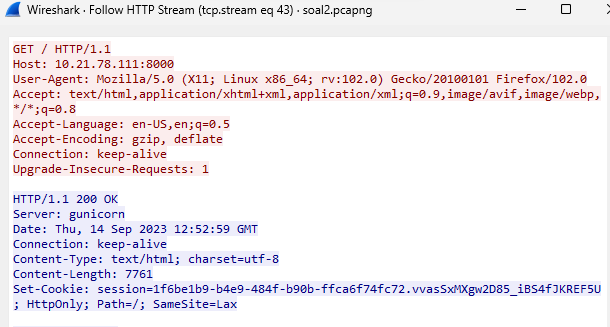 Wireshark · Follow HTTP Stream (tcp.stream eq 43) · soal2.pcapng
GET / HTTP/1.1
Host: 10.21.78.111:8000
User-Agent: Mozilla/5.0 (X11; Linux x86_64; rv:102.0) Gecko/20100101 Firefox/102.0
Accept: text/html,application/xhtml+xml,application/xml;q=0.9,image/avif,image/webp,
*/*;q=0.8
Accept-Language: en-US,en;q=0.5
Accept-Encoding: gzip, deflate
Connection: keep-alive
Upgrade-Insecure-Requests: 1
HTTP/1.1 200 OK
Server: gunicorn
Date: Thu, 14 Sep 2023 12:52:59 GMT
Connection: keep-alive
Content-Type: text/html; charset=utf-8
Content-Length: 7761
Set-Cookie: session=1f6be1b9-b4e9-484f-b90b-ffca6f74fc72.vvasSxMXgw2D85_iBS4fJKREF5U
; HttpOnly; Path=/; SameSite=Lax